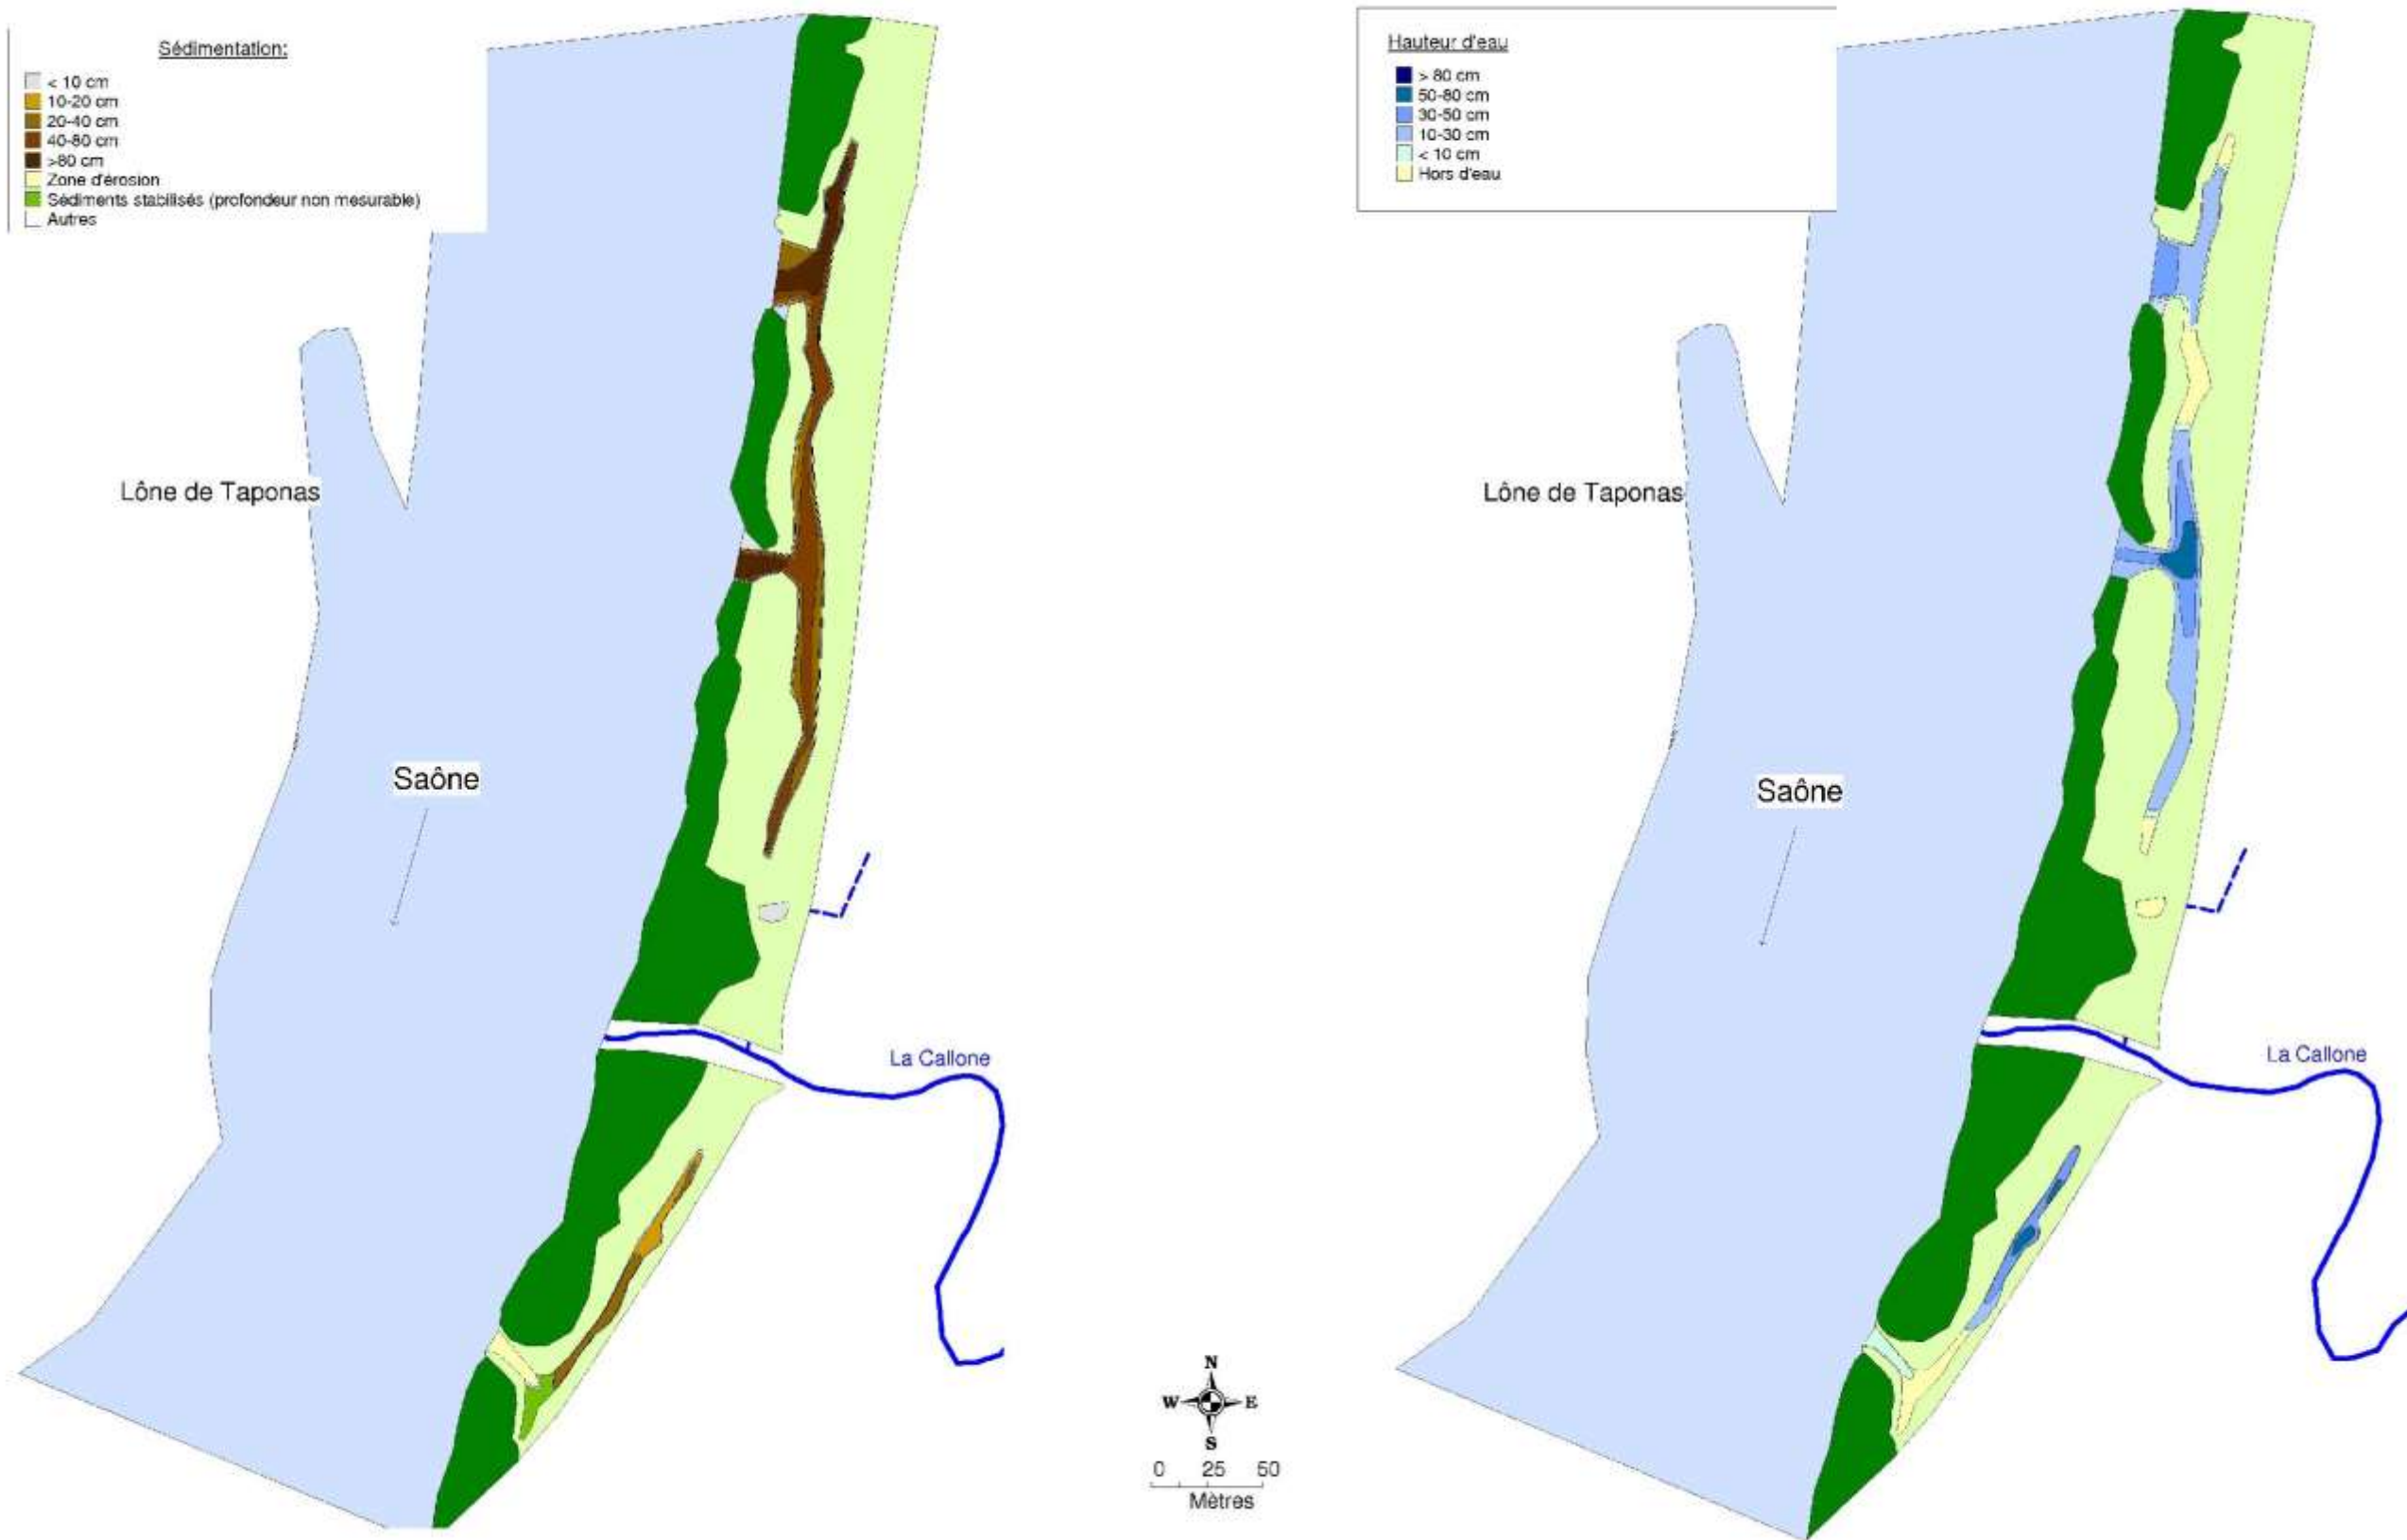 Sédimentation:
< 10 cm
10-20 cm
20-40 cm
40-80 cm
>80 cm
Zone d'érosion
Sédiments stabilisés (profondeur non mesurable)
Autres
Lône de Taponas
Saône
La Callone
N
W E
S
0 25 50
Mètres
Hauteur d'eau
> 80 cm
50-80 cm
30-50 cm
10-30 cm
< 10 cm
Hors d'eau
Lône de Taponas
Saône
La Callone